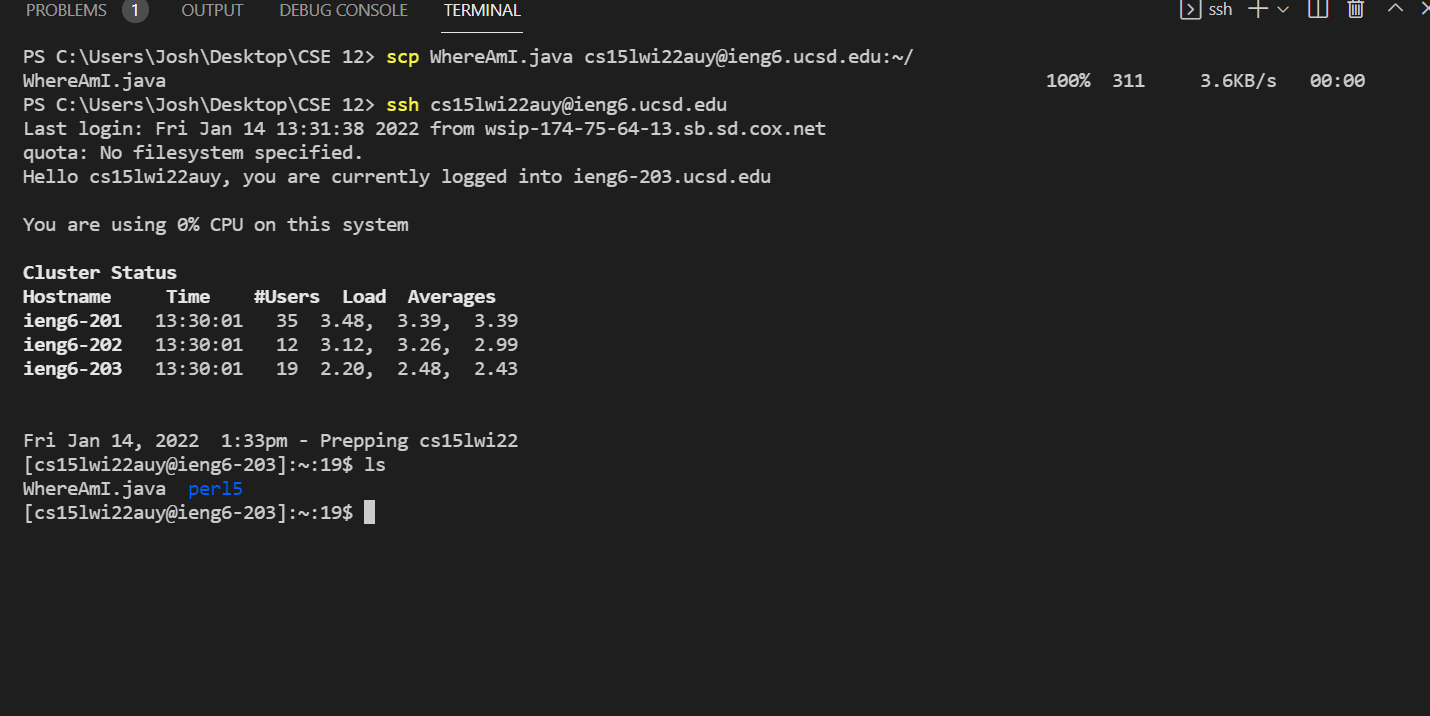 PROBLEMS 1 OUTPUT DEBUG CONSOLE TERMINAL ssh
PS C:\Users\Josh\Desktop\CSE 12> scp WhereAmI.java cs15lwi22auy@ieng6.ucsd.edu:~/
WhereAmI.java 100% 311 3.6KB/s 00:00
PS C:\Users\Josh\Desktop\CSE 12> ssh cs15lwi22auy@ieng6.ucsd.edu
Last login: Fri Jan 14 13:31:38 2022 from wsip-174-75-64-13.sb.sd.cox.net
quota: No filesystem specified.
Hello cs15lwi22auy, you are currently logged into ieng6-203.ucsd.edu
You are using 0% CPU on this system
Cluster Status
Hostname Time #Users Load Averages
ieng6-201 13:30:01 35 3.48, 3.39, 3.39
ieng6-202 13:30:01 12 3.12, 3.26, 2.99
ieng6-203 13:30:01 19 2.20, 2.48, 2.43
Fri Jan 14, 2022 1:33pm - Prepping cs15lwi22
[cs15lwi22auy@ieng6-203]:~:19$ ls
WhereAmI.java perl5
[cs15lwi22auy@ieng6-203]:~:19$